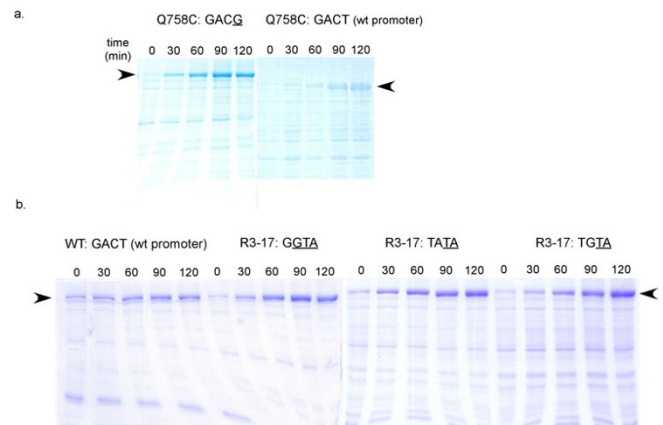 a.
Q758C: GACG Q758C: GACT (wt promoter)
time
(min) 0 30 60 90 120 0 30 60 90 120
b.
WT: GACT (wt promoter) R3-17: GGTA R3-17: TATA R3-17: TGTA
0 30 60 90 120 0 30 60 90 120 0 30 60 90 120 0 30 60 90 120